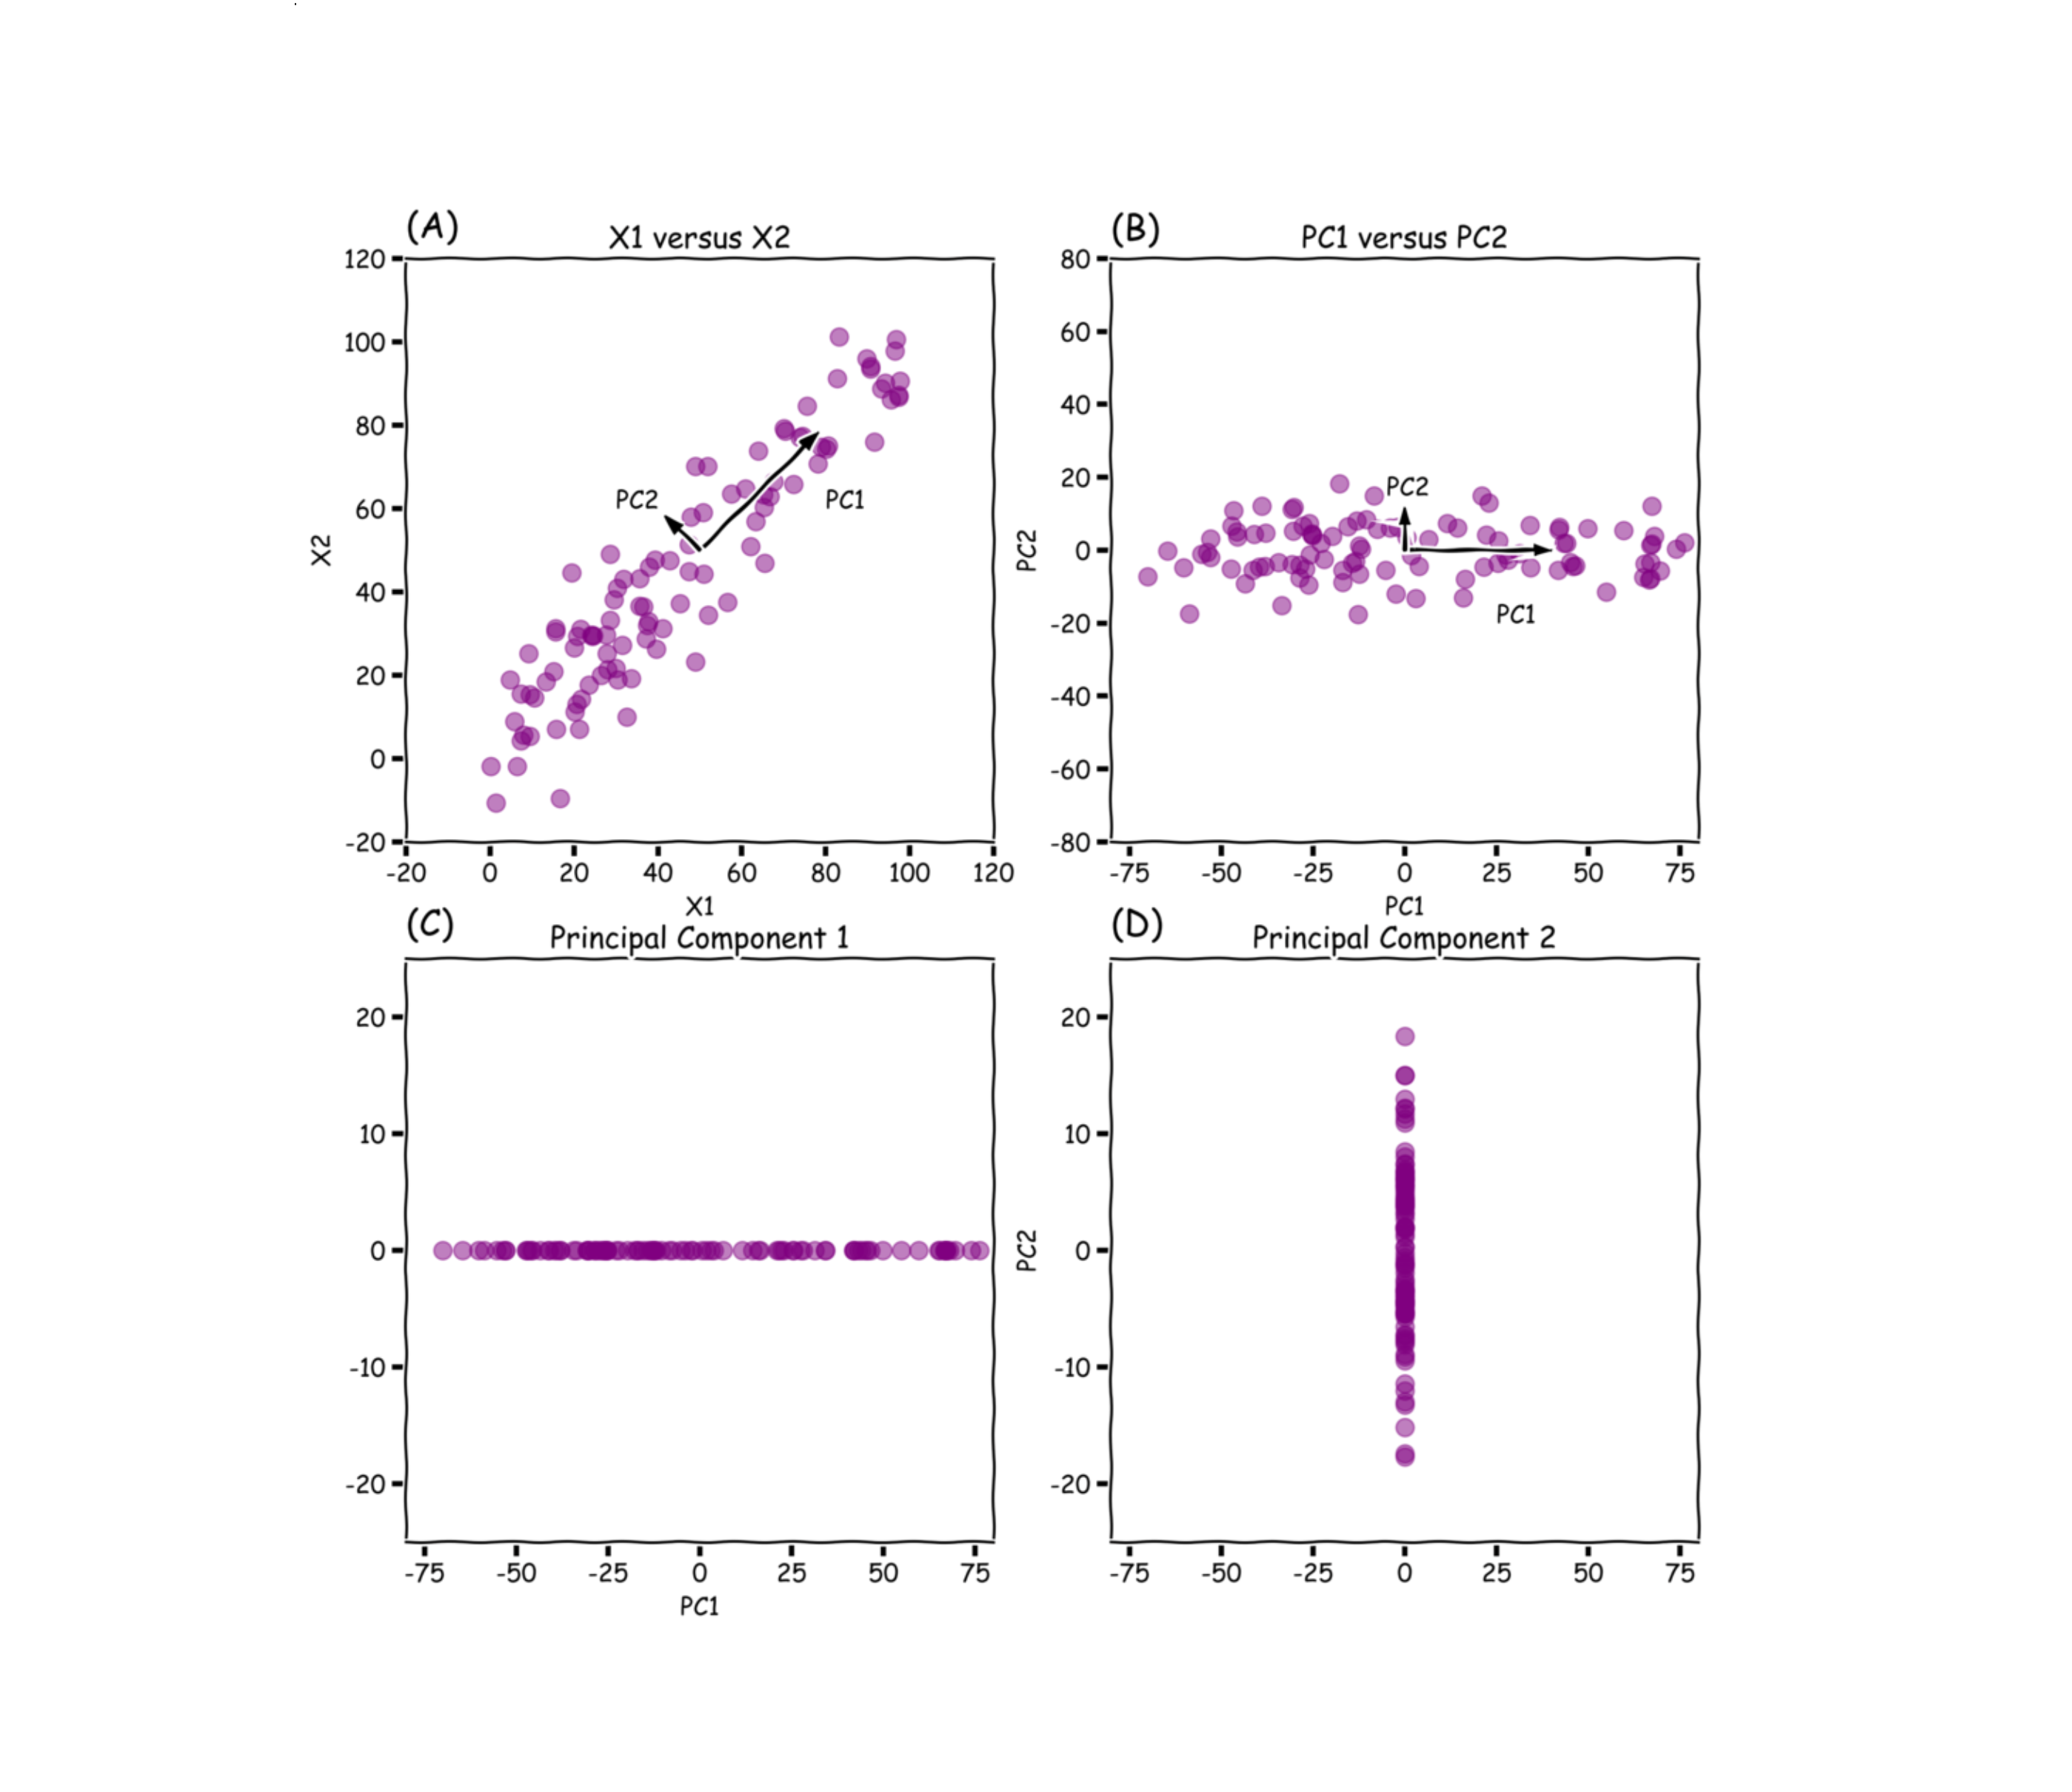 (A)
X1 versus X2
120
100
80
60
40
20
0
-20
X2
PC2
PC1
-20 0 20 40 60 80 100 120
X1
(B)
PC1 versus PC2
80
60
40
20
0
-20
-40
-60
-80
PC2
PC2
PC1
-75 -50 -25 0 25 50 75
PC1
(C)
Principal Component 1
20
10
0
-10
-20
-75 -50 -25 0 25 50 75
PC1
(D)
Principal Component 2
20
10
0
-10
-20
PC2
-75 -50 -25 0 25 50 75